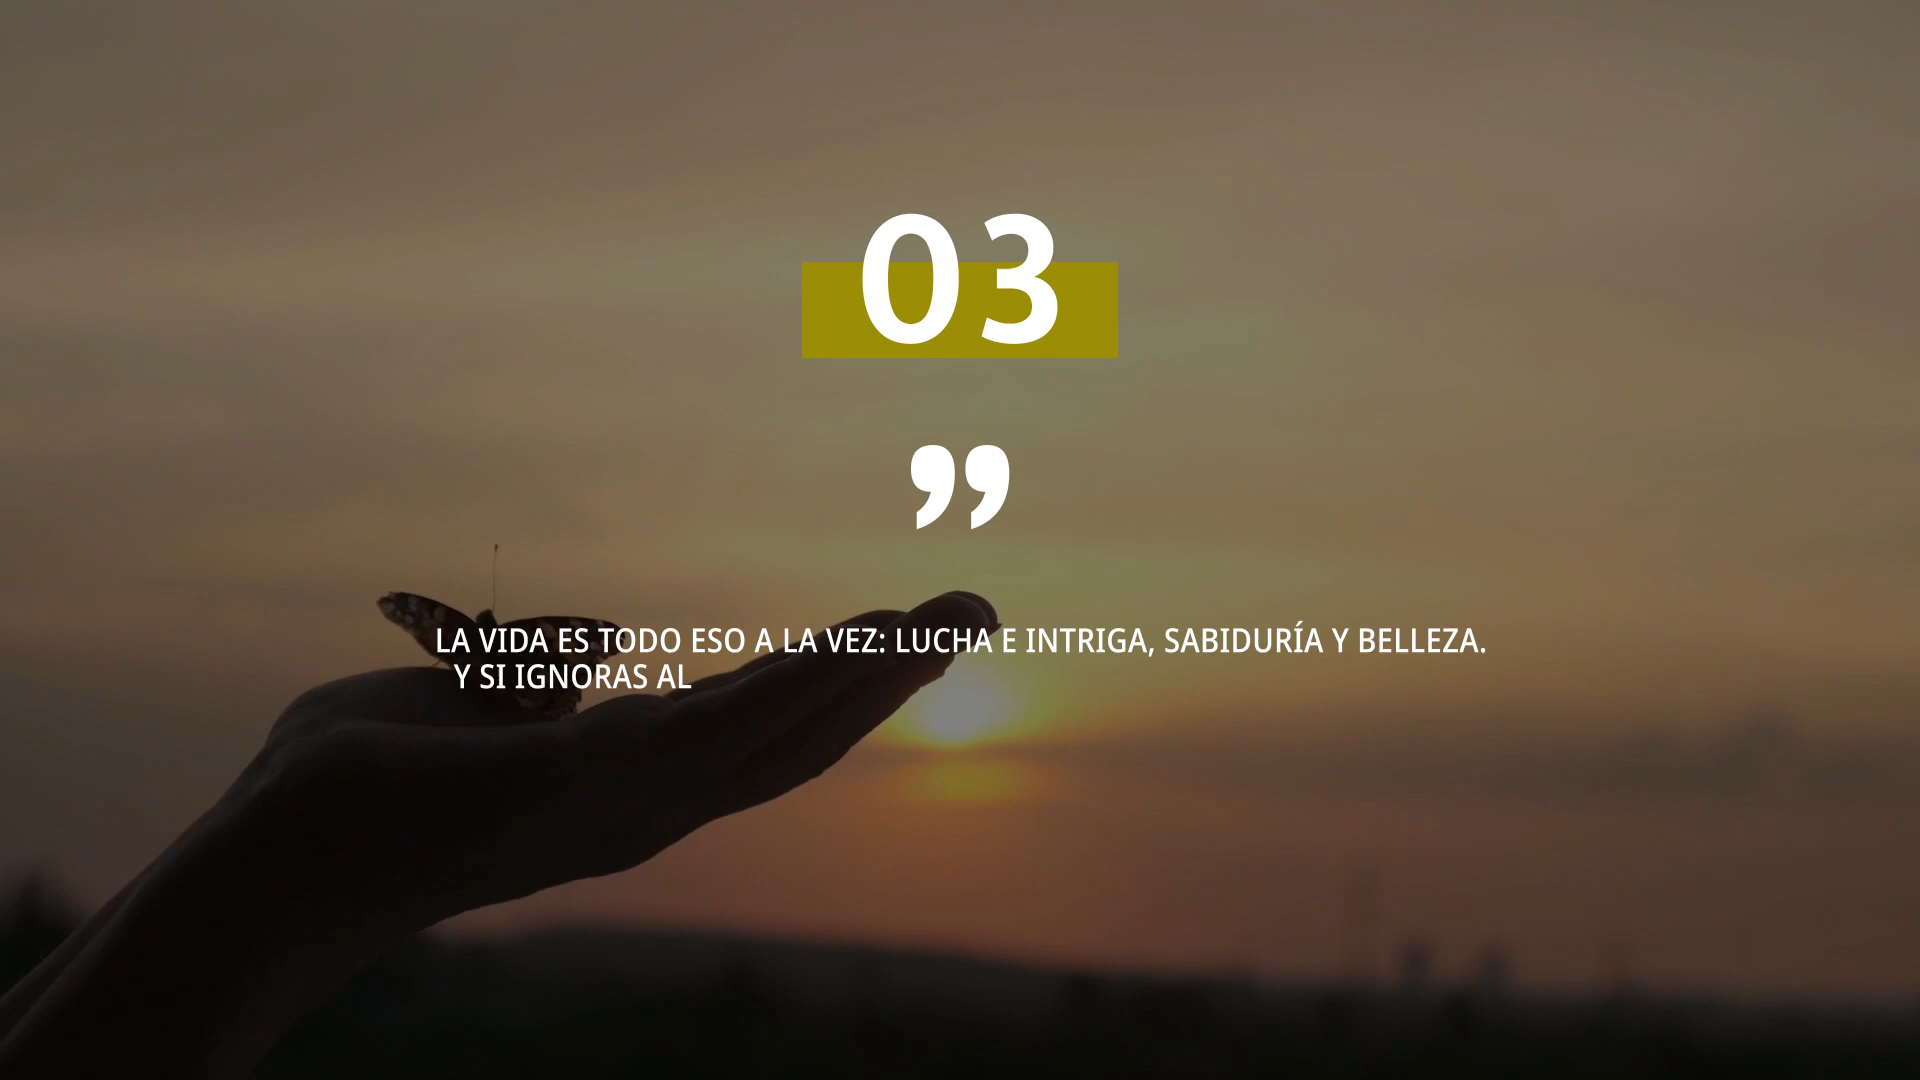 03
”
LA VIDA ES TODO ESO A LA VEZ: LUCHA E INTRIGA, SABIDURÍA Y BELLEZA.
Y SI IGNORAS AL